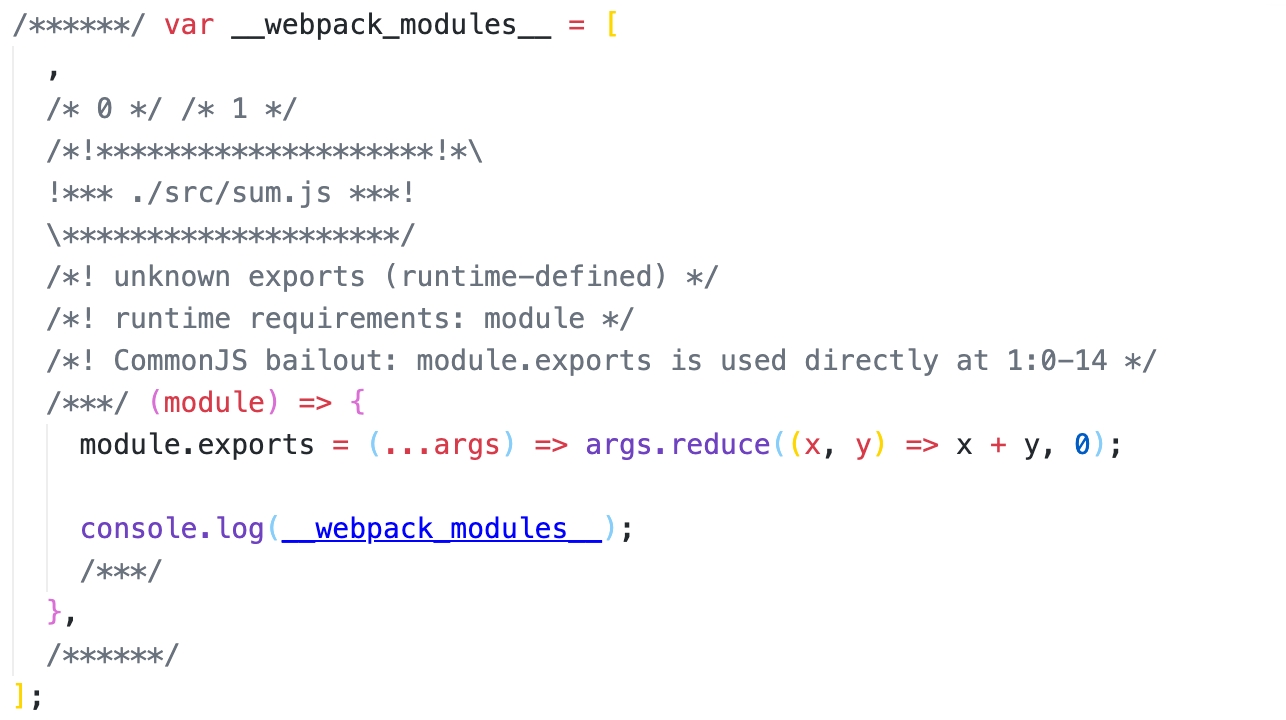 /******/ var __webpack_modules__ = [
  ,
  /* 0 */ /* 1 */
  /*!********************!*\
  !*** ./src/sum.js ***!
  \********************/
  /*! unknown exports (runtime-defined) */
  /*! runtime requirements: module */
  /*! CommonJS bailout: module.exports is used directly at 1:0-14 */
  /***/ (module) => {
    module.exports = (...args) => args.reduce((x, y) => x + y, 0);

    console.log(__webpack_modules__);
    /***/
  },
  /******/
];